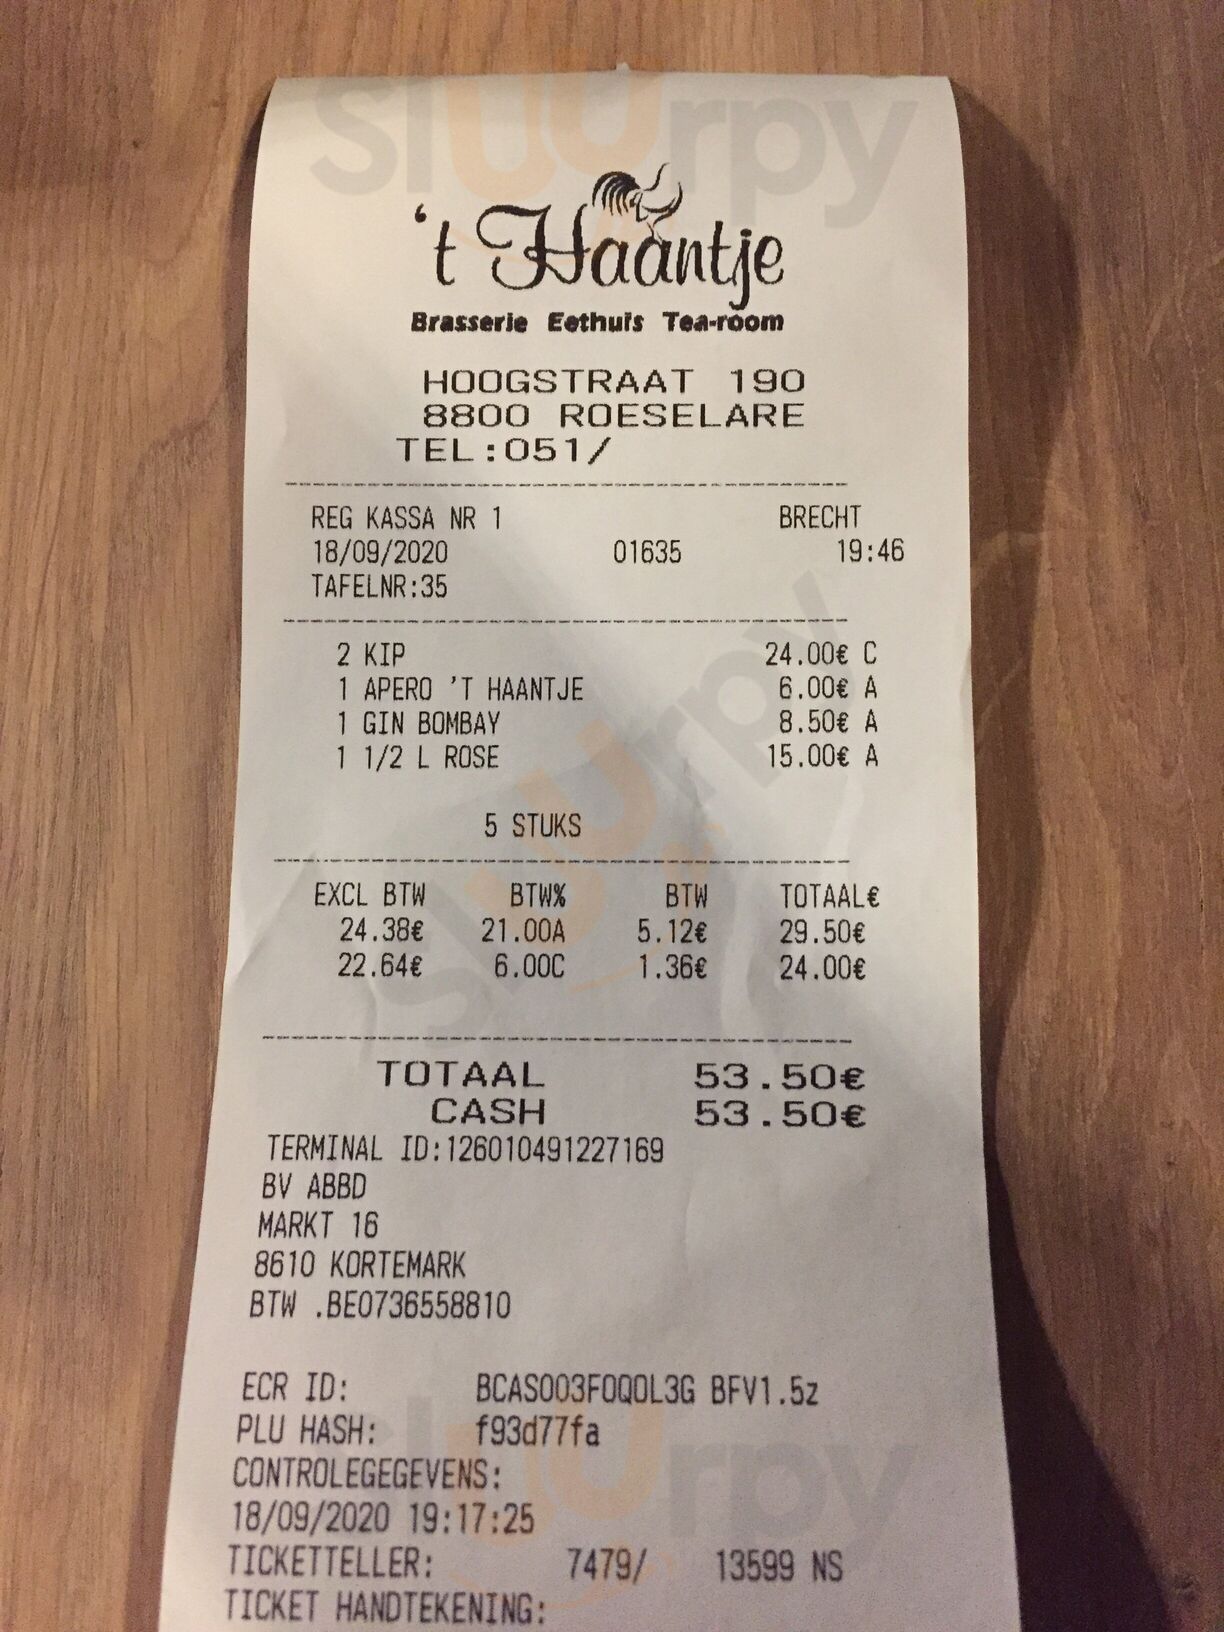 't Haantje
Brasserie Eethuis Tea-room
HOOGSTRAAT 190
8800 ROESELARE
TEL:051/
REG KASSA NR 1 BRECHT
18/09/2020 01635 19:46
TAFELNR:35
2 KIP 24.00€ C
1 APERO 'T HAANTJE 6.00€ A
1 GIN BOMBAY 8.50€ A
1 1/2 L ROSE 15.00€ A
5 STUKS
EXCL BTW BTW% BTW TOTAAL€
24.38€ 21.00A 5.12€ 29.50€
22.64€ 6.00C 1.36€ 24.00€
TOTAAL 53.50€
CASH 53.50€
TERMINAL ID:126010491227169
BV ABBD
MARKT 16
8610 KORTEMARK
BTW .BE0736558810
ECR ID: BCAS003F0Q0L3G BFV1.5z
PLU HASH: f93d77fa
CONTROLEGEGEVENS:
18/09/2020 19:17:25
TICKETTELLER: 7479/ 13599 NS
TICKET HANDTEKENING:
sluurpy
sluurpy
sluurpy